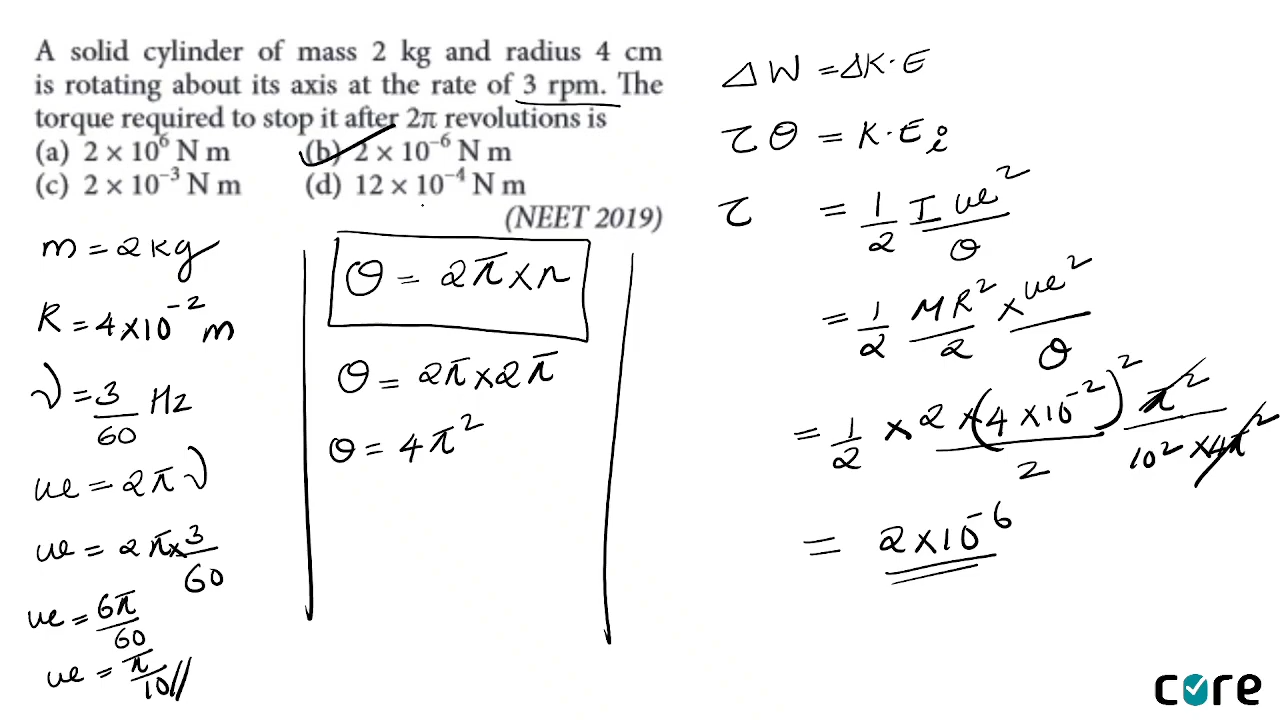 A solid cylinder of mass 2 kg and radius 4 cm
is rotating about its axis at the rate of 3 rpm. The
torque required to stop it after 2π revolutions is
(a) 2 × 10⁶ N m (b) 2 × 10⁻⁶ N m
(c) 2 × 10⁻³ N m (d) 12 × 10⁻⁴ N m
(NEET 2019)
m = 2 kg
R = 4×10⁻² m
ν = 3/60 Hz
ω = 2πν
ω = 2π×3/60
ω = 6π/60
ω = π/10//
θ = 2π×n
θ = 2π×2π
θ = 4π²
ΔW = ΔK·E
τθ = K·Eᵢ
τ = 1/2 Iω²/θ
= 1/2 MR²/2 × ω²/θ
= 1/2 × 2×(4×10⁻²)²/2 π²/10²×4π²
= 2×10⁻⁶
core